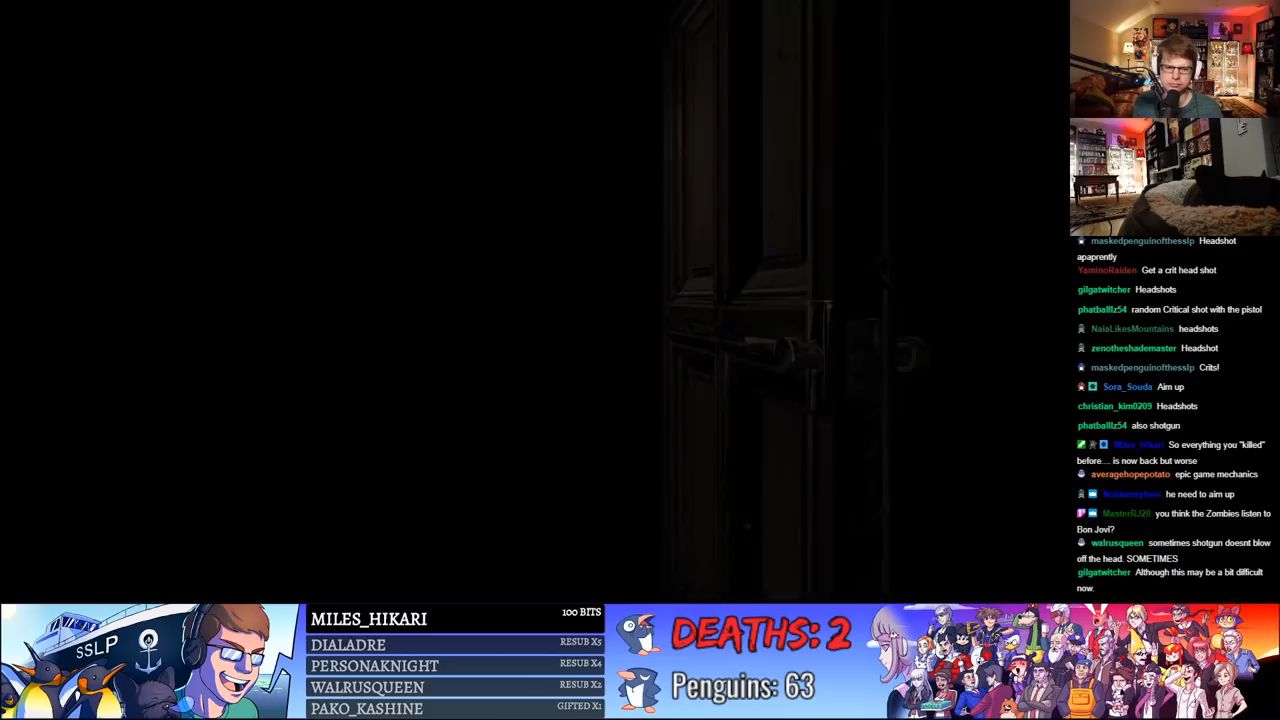 maskedpenguinofthesslp Headshot
apaprently
YaminoRaiden Get a crit head shot
gilgatwitcher Headshots
phatballlz54 random Critical shot with the pistol
NaiaLikesMountains headshots
zenotheshademaster Headshot
maskedpenguinofthesslp Crits!
Sora_Souda Aim up
christian_kim0209 Headshots
phatballlz54 also shotgun
Miles_Hikari So everything you "killed"
before.... is now back but worse
averagehopepotato epic game mechanics
he need to aim up
MasterRJ20 you think the Zombies listen to
Bon Jovi?
walrusqueen sometimes shotgun doesnt blow
off the head. SOMETIMES
gilgatwitcher Although this may be a bit difficult
now.
SSLP
MILES_HIKARI 100 BITS
DIALADRE RESUB X5
PERSONAKNIGHT RESUB X4
WALRUSQUEEN RESUB X2
PAKO_KASHINE GIFTED X1
DEATHS: 2
Penguins: 63